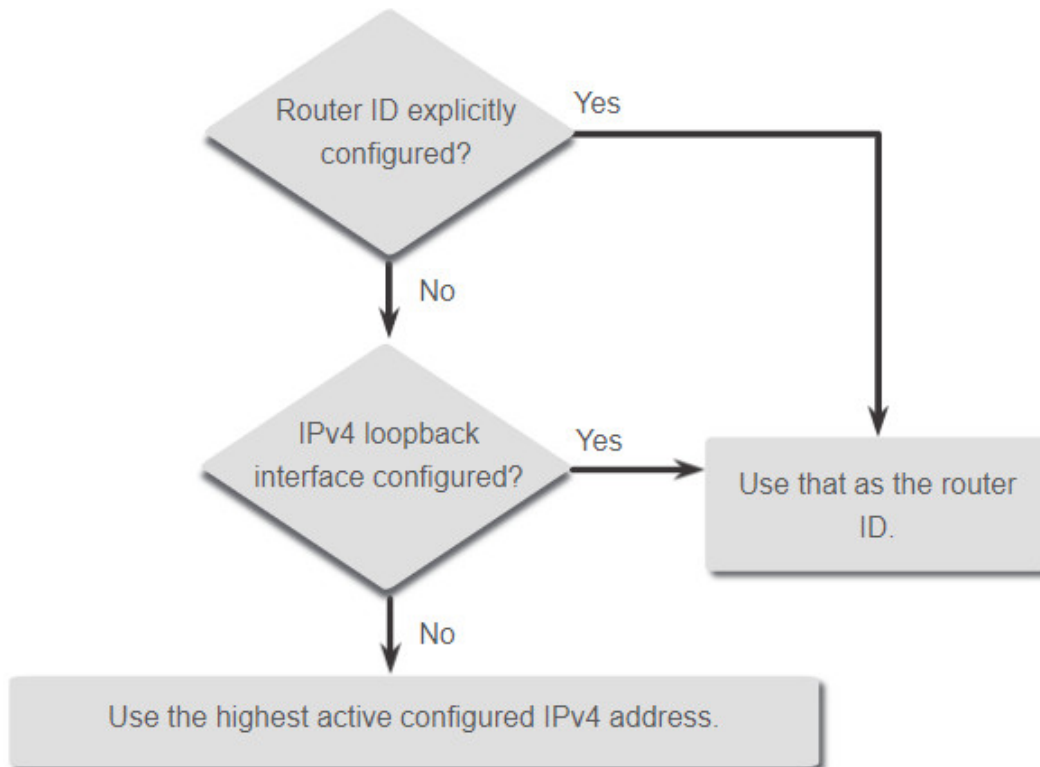 Router ID explicitly
configured?
Yes
No
IPv4 loopback
interface configured?
Yes
Use that as the router
ID.
No
Use the highest active configured IPv4 address.